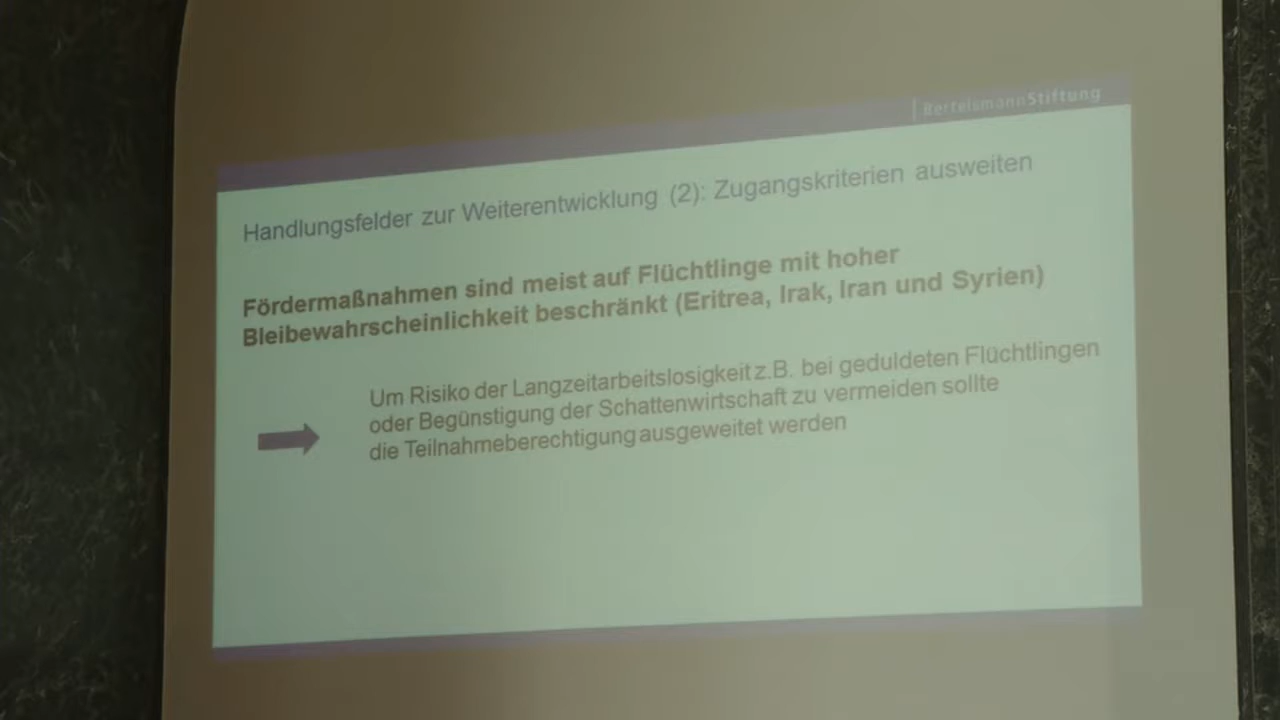 BertelsmannStiftung
Handlungsfelder zur Weiterentwicklung (2): Zugangskriterien ausweiten
Fördermaßnahmen sind meist auf Flüchtlinge mit hoher
Bleibewahrscheinlichkeit beschränkt (Eritrea, Irak, Iran und Syrien)
Um Risiko der Langzeitarbeitslosigkeit z.B. bei geduldeten Flüchtlingen
oder Begünstigung der Schattenwirtschaft zu vermeiden sollte
die Teilnahmeberechtigung ausgeweitet werden